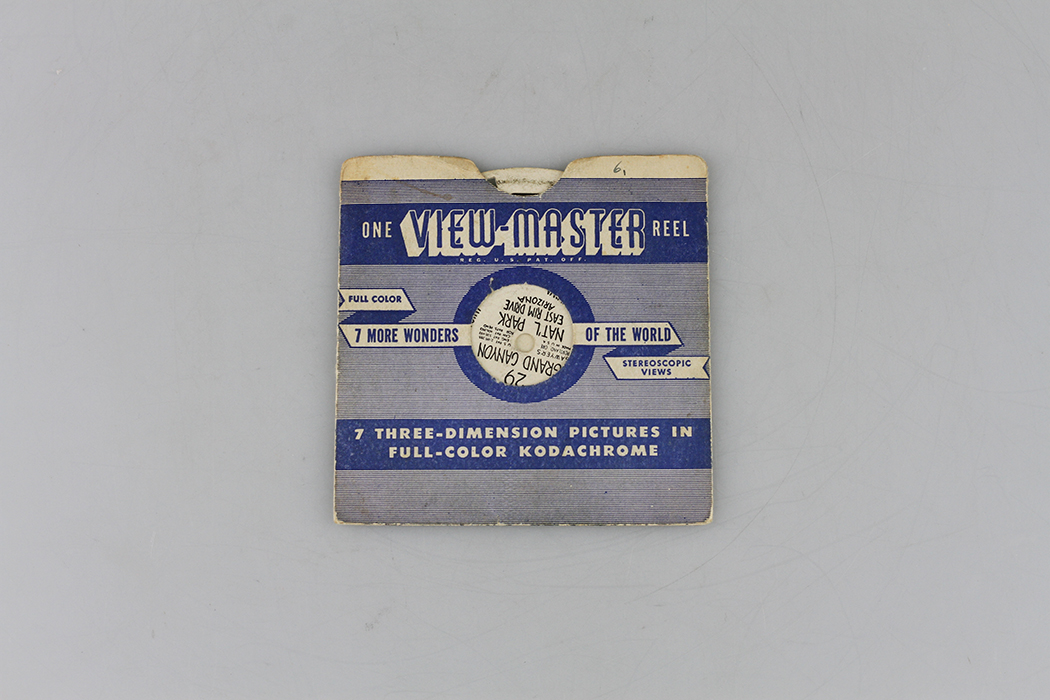 6,
ONE VIEW-MASTER REEL
REG. U.S. PAT. OFF.
FULL COLOR
7 MORE WONDERS OF THE WORLD
STEREOSCOPIC
VIEWS
29
GRAND CANYON
NAT'L PARK
EAST RIM DRIVE
ARIZONA
7 THREE-DIMENSION PICTURES IN
FULL-COLOR KODACHROME